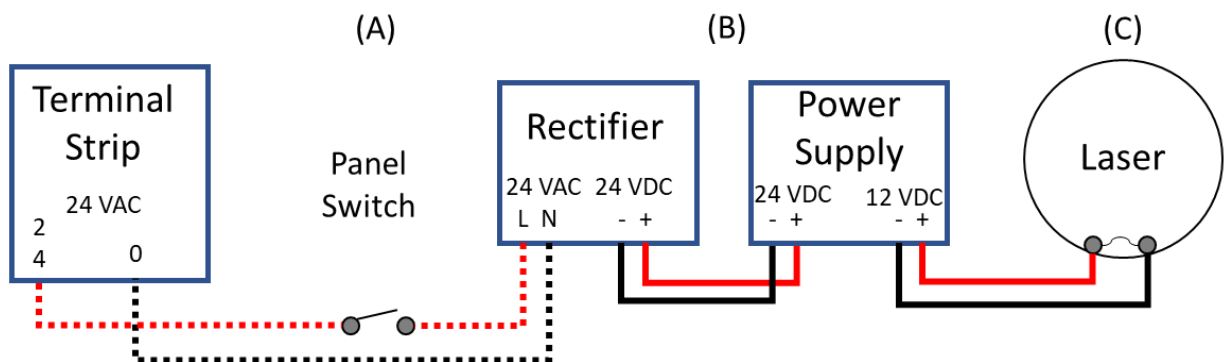 (A)
(B)
(C)
Terminal
Strip
24 VAC
2
4
0
Panel
Switch
Rectifier
24 VAC 24 VDC
L N - +
Power
Supply
24 VDC 12 VDC
- + - +
Laser